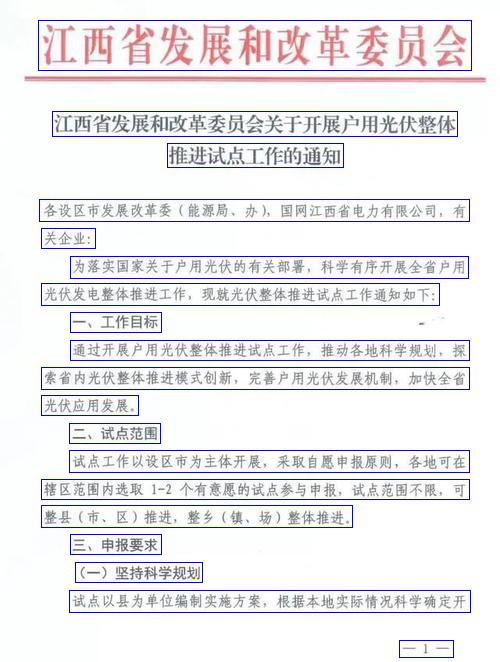 江西省发展和改革委员会
江西省发展和改革委员会关于开展户用光伏整体
推进试点工作的通知
各设区市发展改革委（能源局、办），国网江西省电力有限公司，有
关企业：
为落实国家关于户用光伏的有关部署，科学有序开展全省户用
光伏发电整体推进工作，现就光伏整体推进试点工作通知如下：
一、工作目标
通过开展户用光伏整体推进试点工作，推动各地科学规划，探
索省内光伏整体推进模式创新，完善户用光伏发展机制，加快全省
光伏应用发展。
二、试点范围
试点工作以设区市为主体开展，采取自愿申报原则，各地可在
辖区范围内选取 1-2 个有意愿的试点参与申报，试点范围不限，可
整县（市、区）推进，整乡（镇、场）整体推进。
三、申报要求
（一）坚持科学规划
试点以县为单位编制实施方案，根据本地实际情况科学确定开
— 1 —